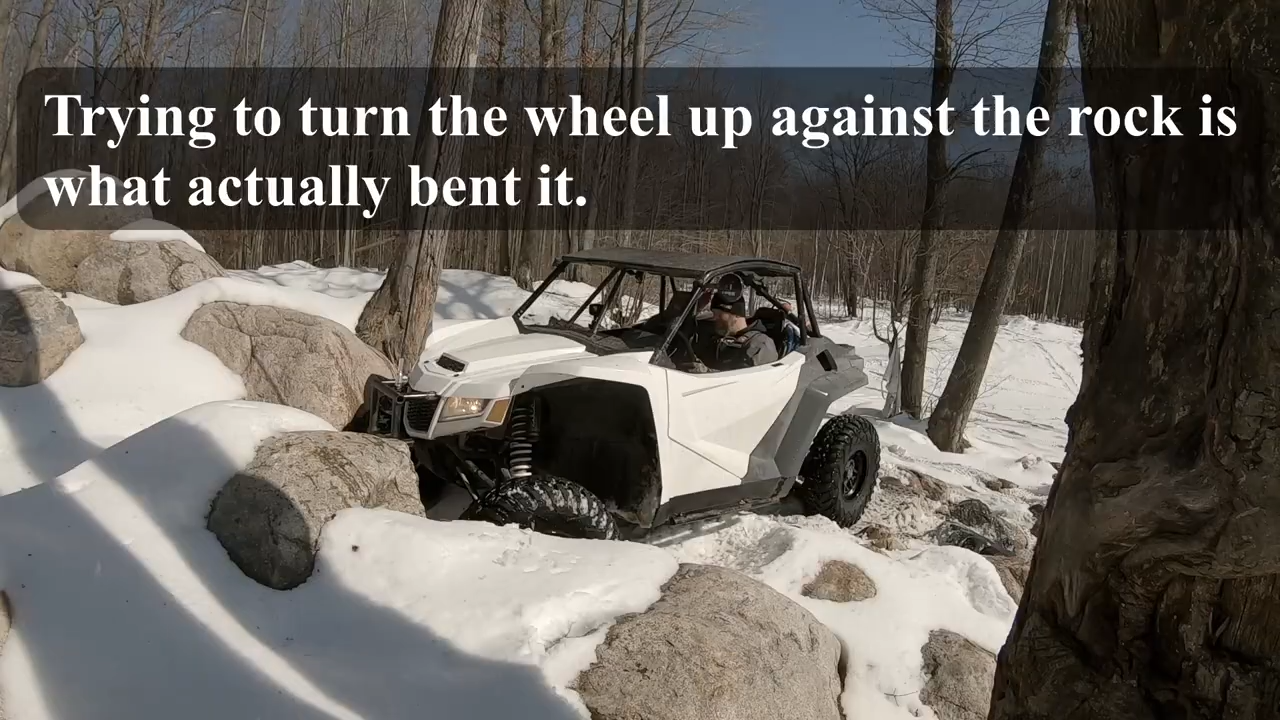 Trying to turn the wheel up against the rock is
what actually bent it.